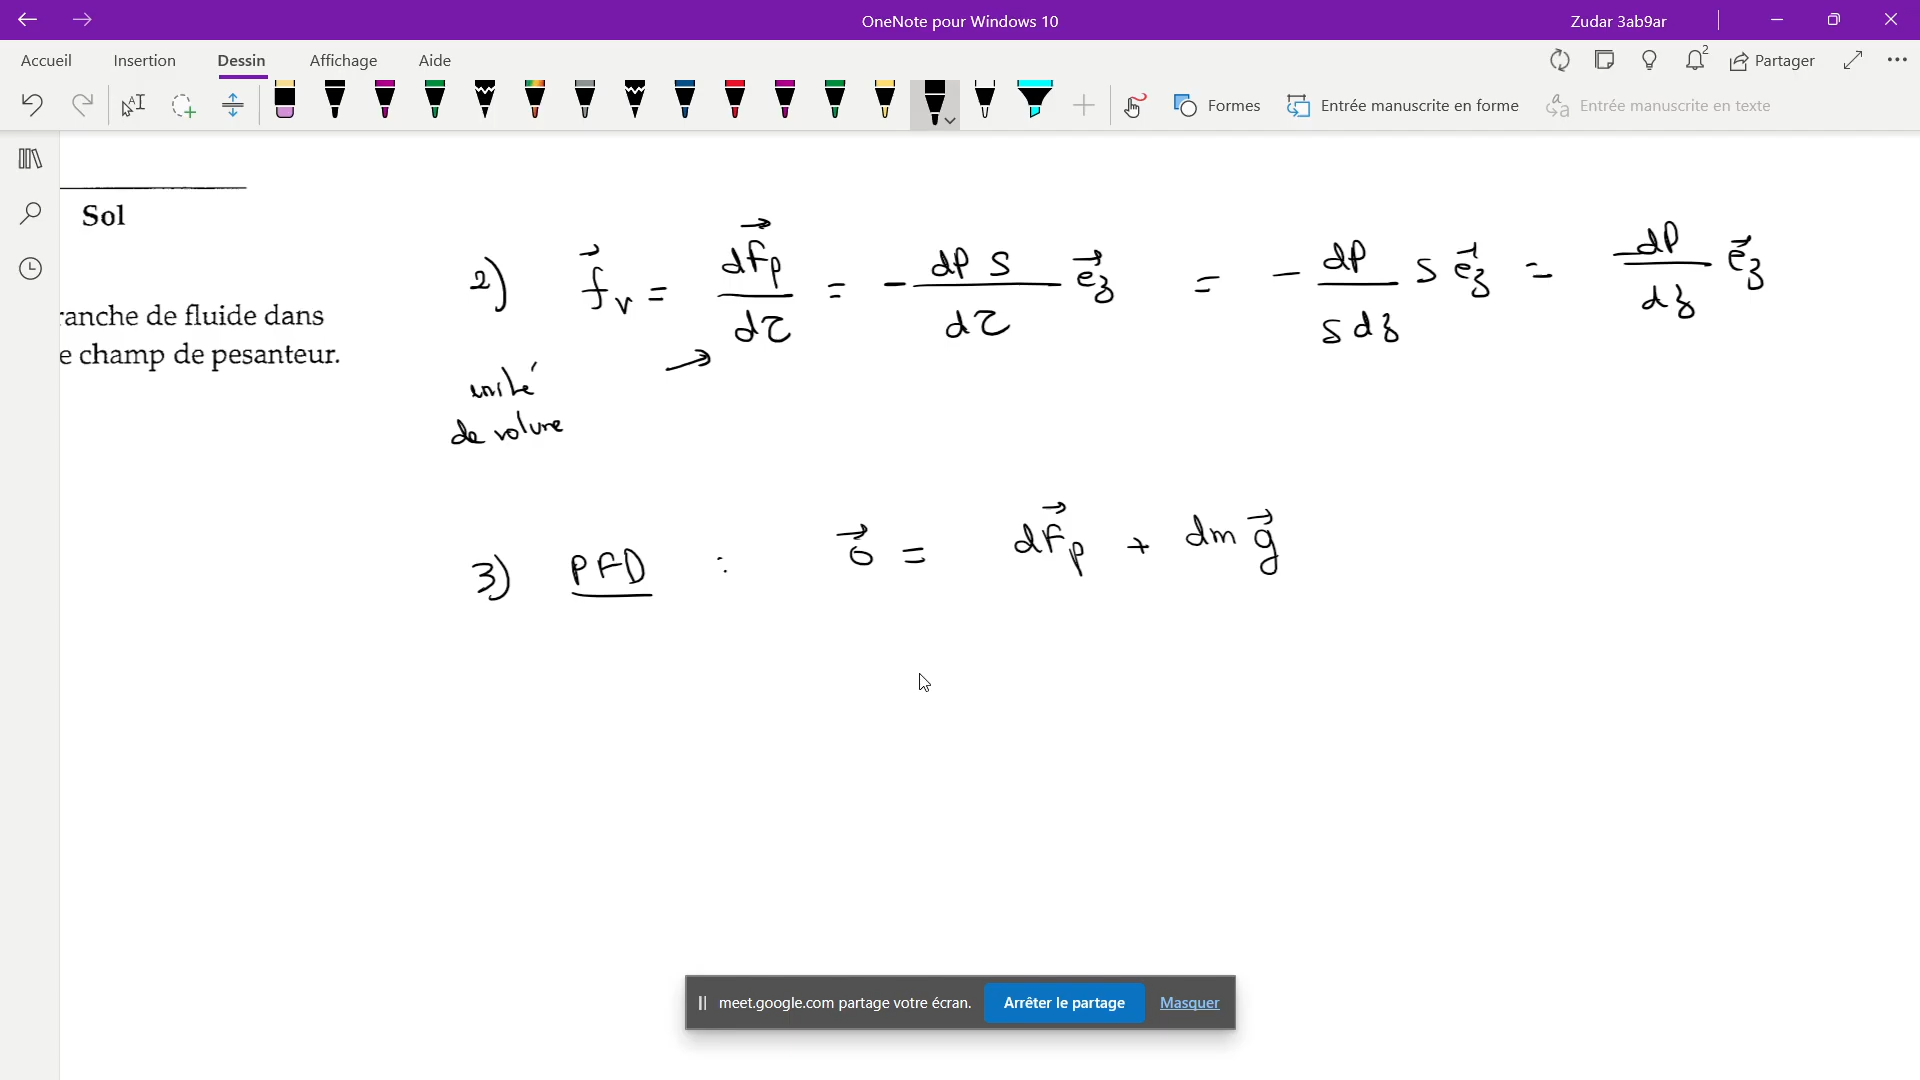 OneNote pour Windows 10
Zudar 3ab9ar
Accueil Insertion Dessin Affichage Aide
2
Partager
Formes Entrée manuscrite en forme Entrée manuscrite en texte
Sol
ranche de fluide dans
e champ de pesanteur.
2) f⃗v = dF⃗p/dτ = - dP S/dτ e⃗z = - dP/(S dz) S e⃗z = -dP/dz e⃗z
unité
de volume
3) PFD : o⃗ = dF⃗p + dm g⃗
meet.google.com partage votre écran. Arrêter le partage Masquer